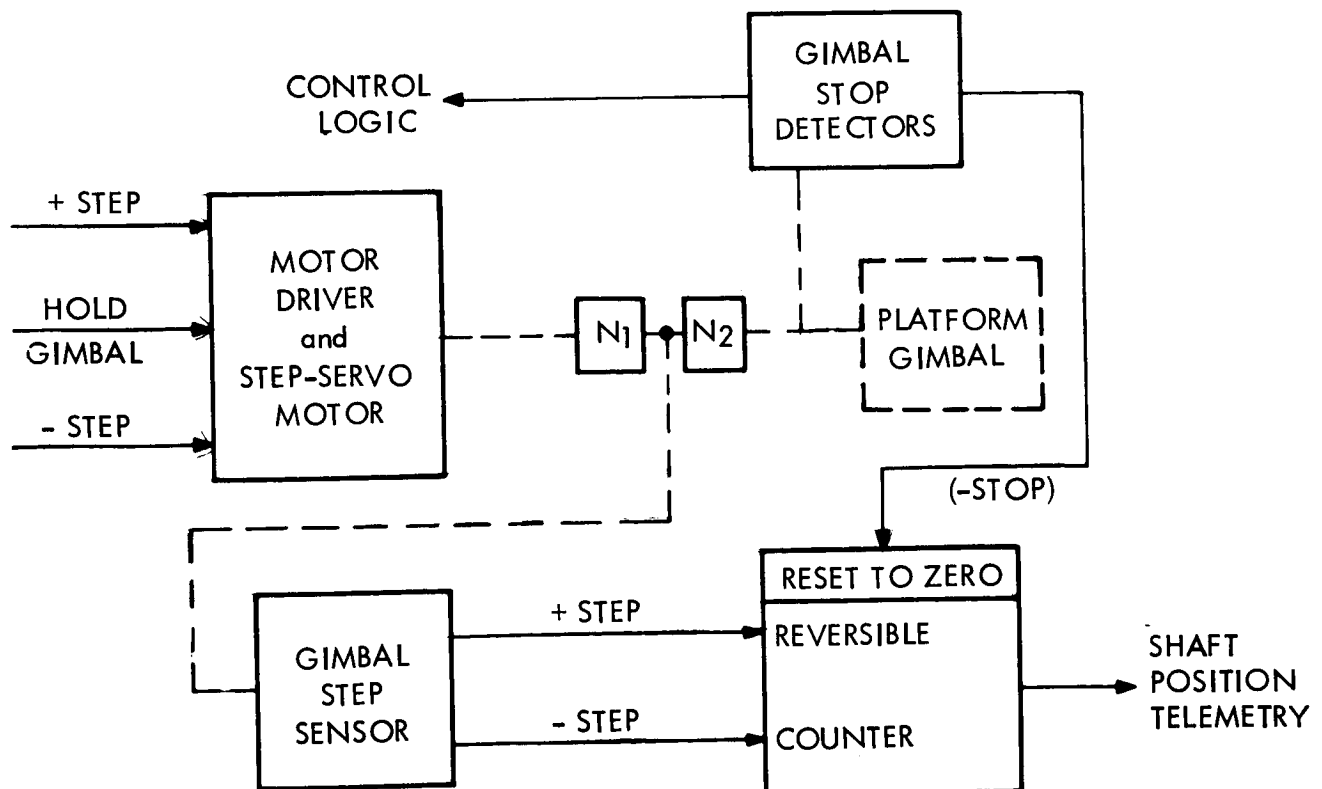 GIMBAL
STOP
DETECTORS
CONTROL
LOGIC
+ STEP
HOLD
GIMBAL
- STEP
MOTOR
DRIVER
and
STEP-SERVO
MOTOR
N1
N2
PLATFORM
GIMBAL
(-STOP)
RESET TO ZERO
REVERSIBLE
COUNTER
GIMBAL
STEP
SENSOR
+ STEP
- STEP
SHAFT
POSITION
TELEMETRY